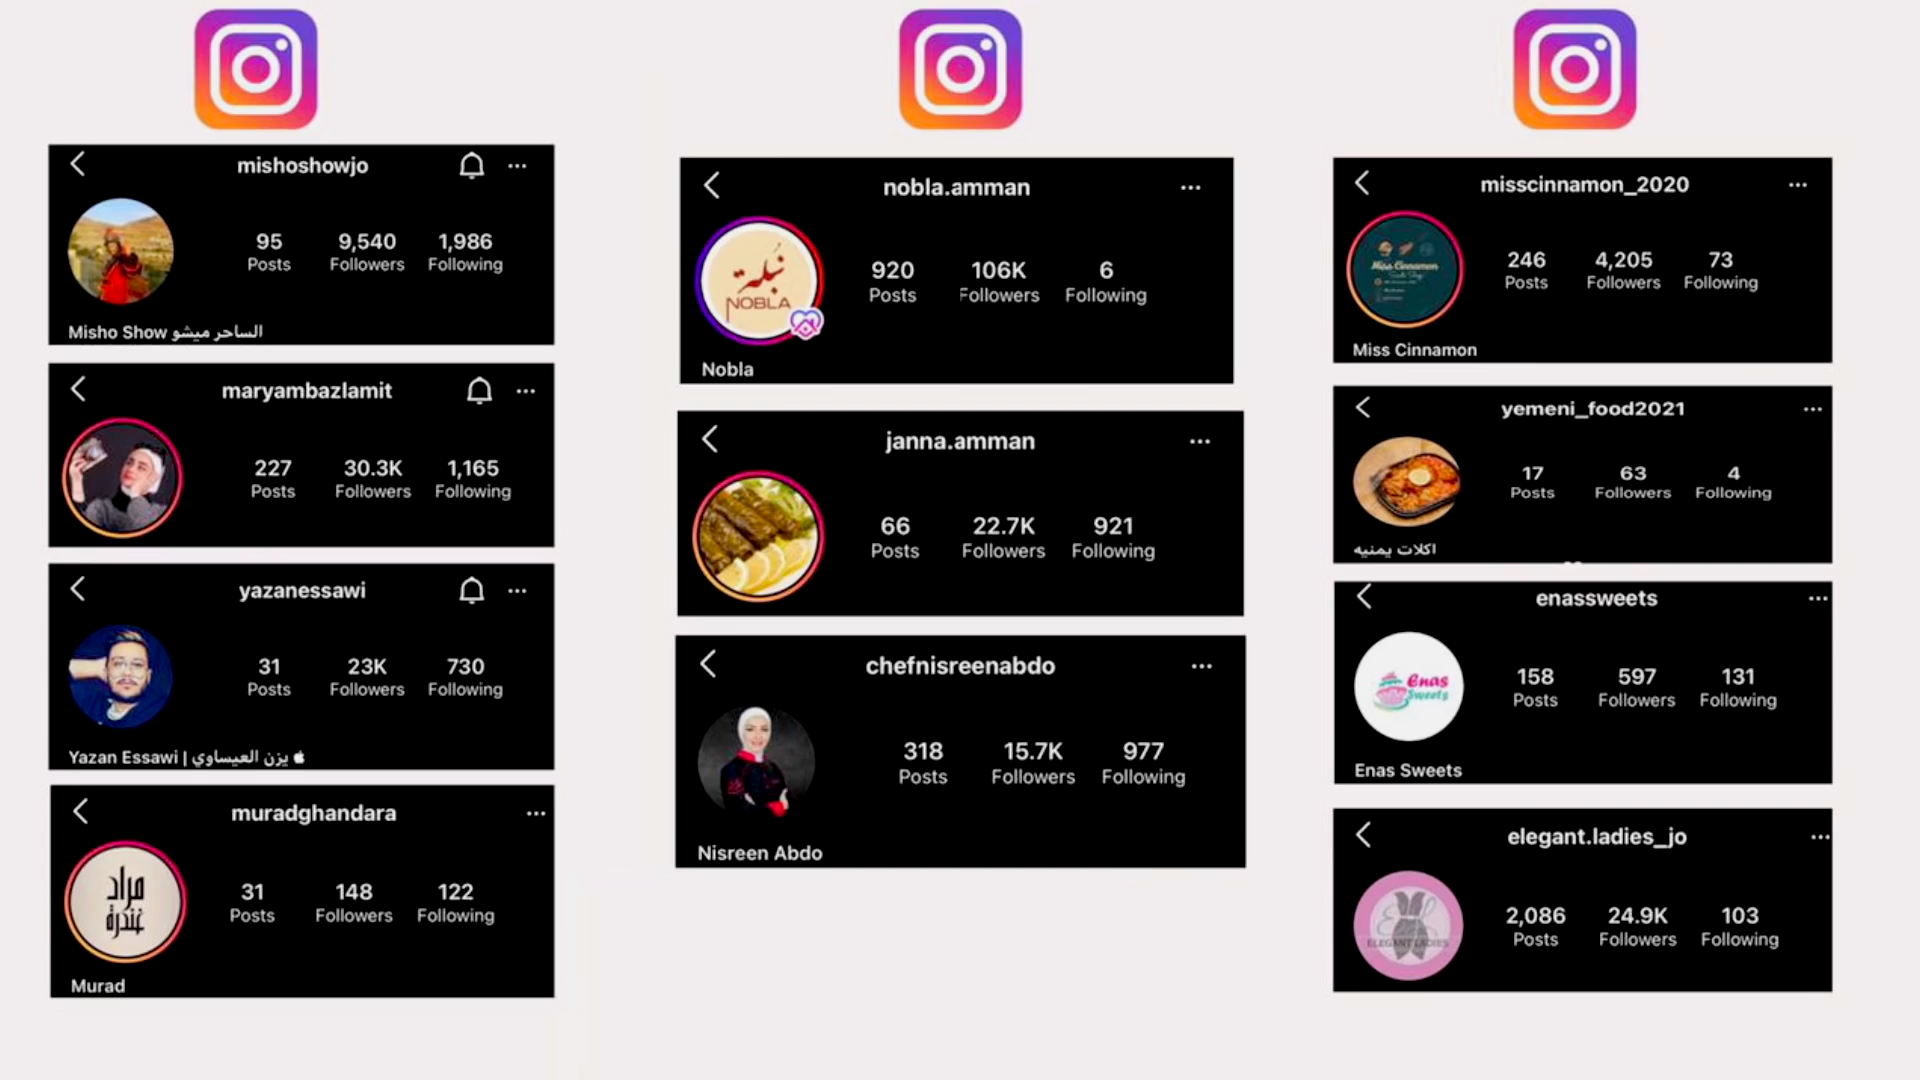 mishoshowjo
95 9,540 1,986
Posts Followers Following
Misho Show الساحر ميشو
maryambazlamit
227 30.3K 1,165
Posts Followers Following
yazanessawi
31 23K 730
Posts Followers Following
Yazan Essawi | يزن العيساوي
muradghandara
مراد
غندرة
31 148 122
Posts Followers Following
Murad
nobla.amman
نُبلة
NOBLA
920 106K 6
Posts Followers Following
Nobla
janna.amman
66 22.7K 921
Posts Followers Following
chefnisreenabdo
318 15.7K 977
Posts Followers Following
Nisreen Abdo
misscinnamon_2020
Miss Cinnamon
246 4,205 73
Posts Followers Following
Miss Cinnamon
yemeni_food2021
17 63 4
Posts Followers Following
اكلات يمنيه
enassweets
Enas
Sweets
158 597 131
Posts Followers Following
Enas Sweets
elegant.ladies_jo
ELEGANT LADIES
2,086 24.9K 103
Posts Followers Following